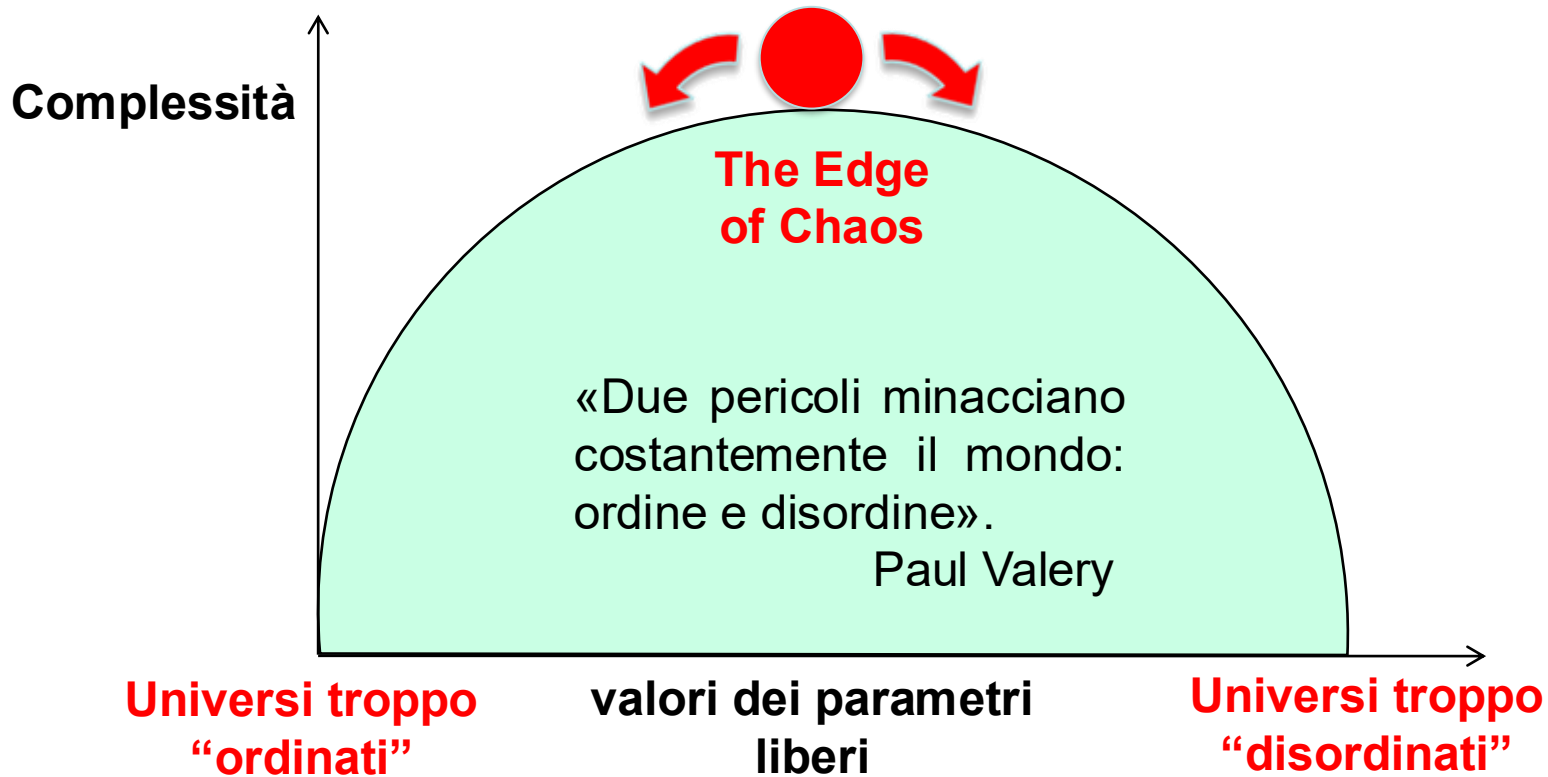 Complessità
The Edge
of Chaos
«Due pericoli minacciano
costantemente il mondo:
ordine e disordine».
Paul Valery
Universi troppo
“ordinati”
valori dei parametri
liberi
Universi troppo
“disordinati”